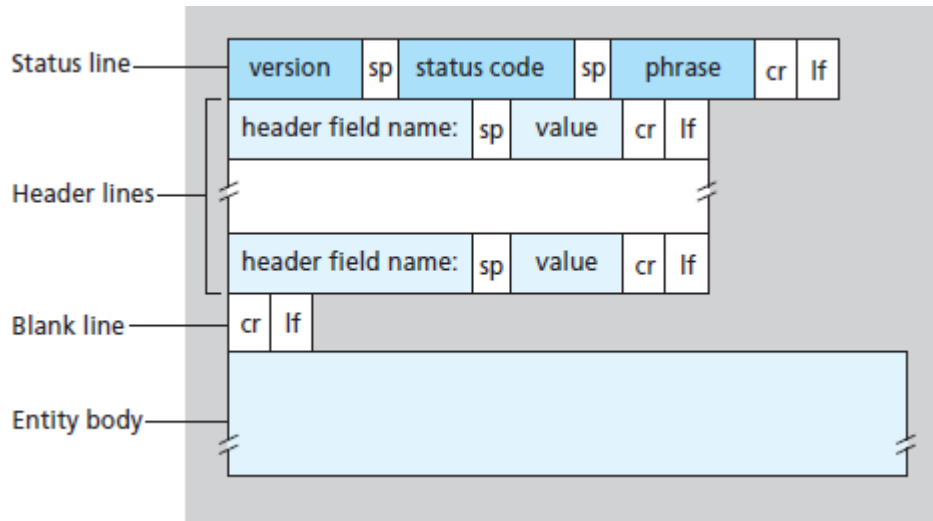 Status line version sp status code sp phrase cr lf
header field name: sp value cr lf
Header lines
header field name: sp value cr lf
Blank line cr lf
Entity body